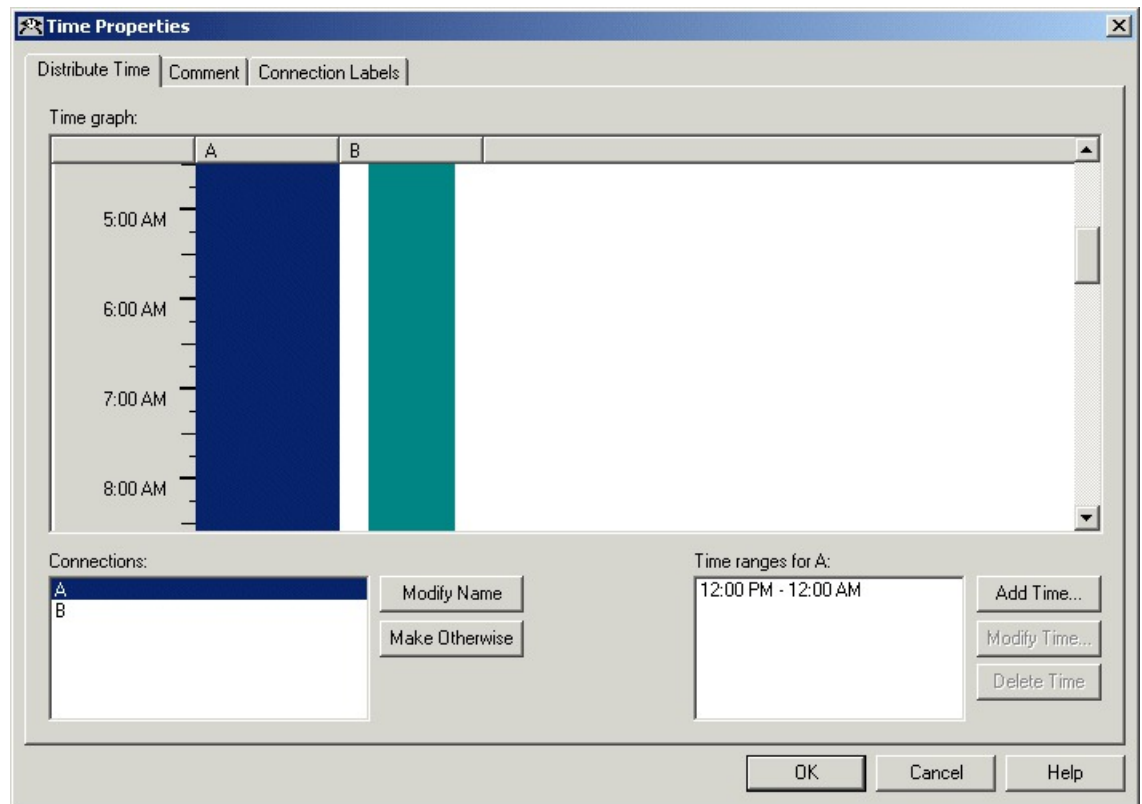 Time Properties
Distribute Time
Comment
Connection Labels
Time graph:
A
B
5:00 AM
6:00 AM
7:00 AM
8:00 AM
Connections:
A
B
Modify Name
Make Otherwise
Time ranges for A:
12:00 PM - 12:00 AM
Add Time...
Modify Time...
Delete Time
OK
Cancel
Help